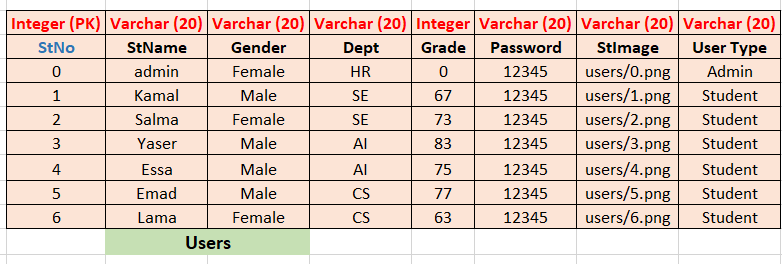 Integer (PK) Varchar (20) Varchar (20) Varchar (20) Integer Varchar (20) Varchar (20) Varchar (20)
StNo StName Gender Dept Grade Password StImage User Type
0 admin Female HR 0 12345 users/0.png Admin
1 Kamal Male SE 67 12345 users/1.png Student
2 Salma Female SE 73 12345 users/2.png Student
3 Yaser Male AI 83 12345 users/3.png Student
4 Essa Male AI 75 12345 users/4.png Student
5 Emad Male CS 77 12345 users/5.png Student
6 Lama Female CS 63 12345 users/6.png Student
Users